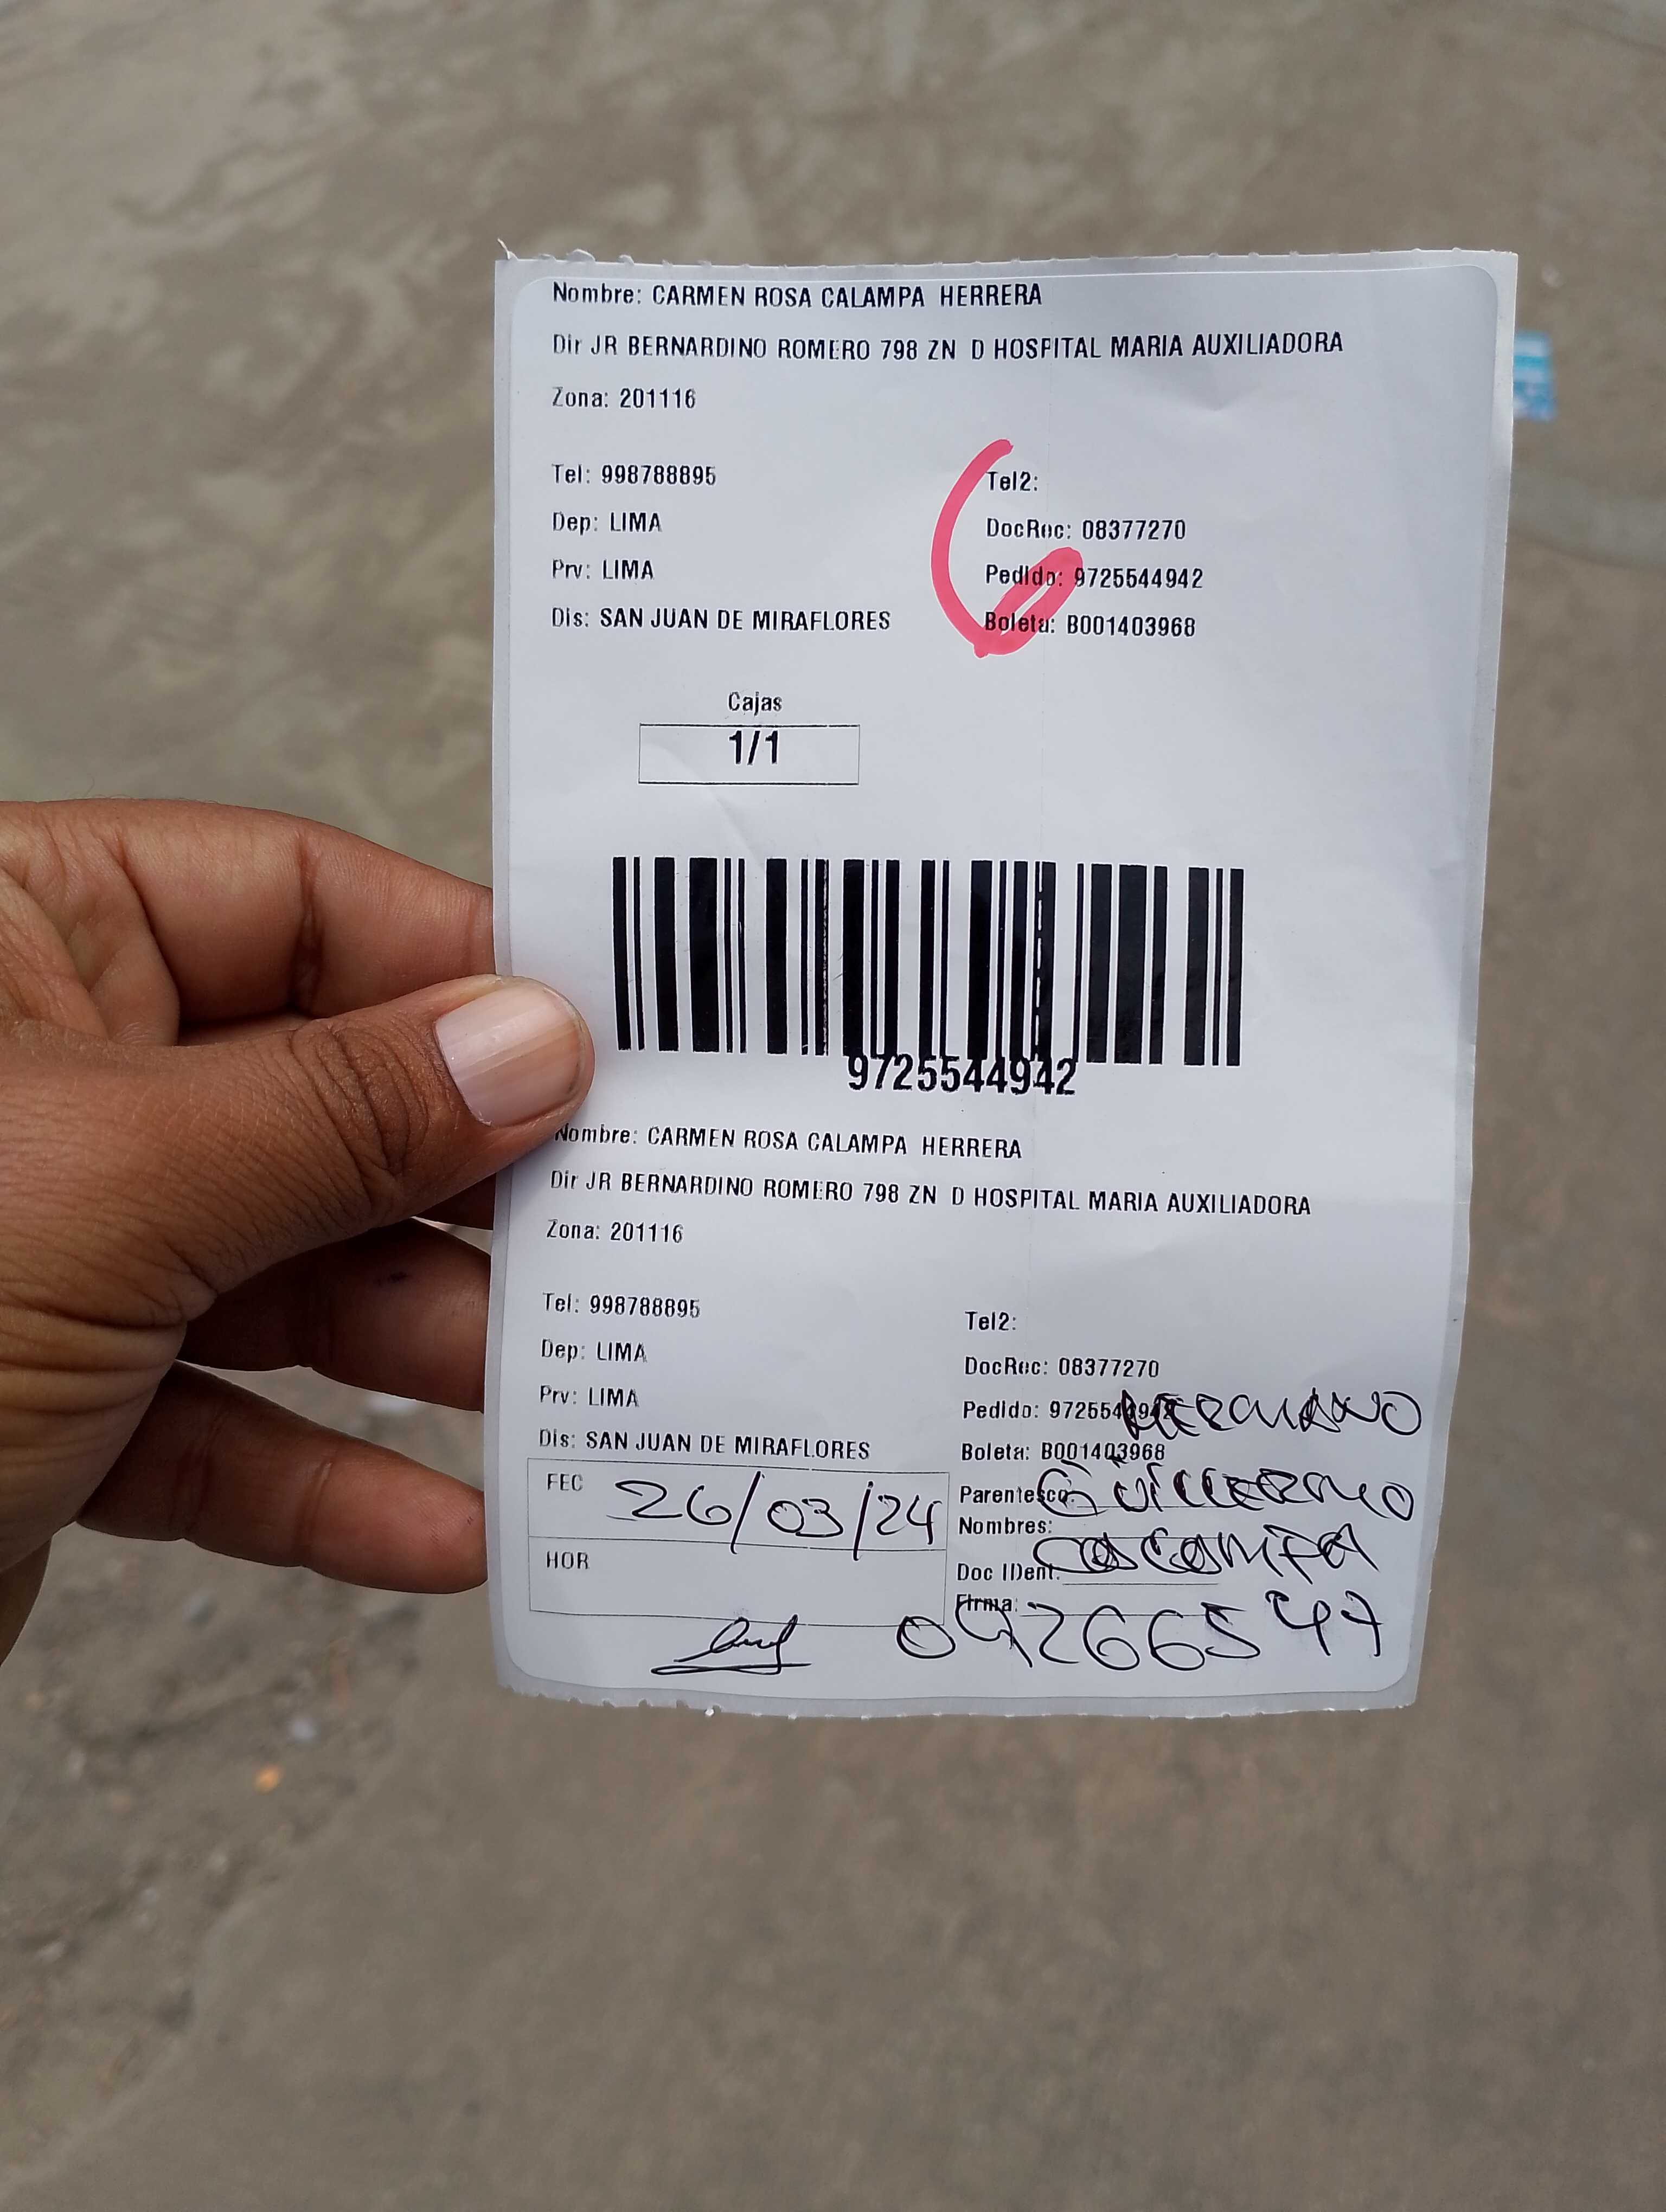 Nombre: CARMEN ROSA CALAMPA HERRERA
Dir JR BERNARDINO ROMERO 798 ZN D HOSPITAL MARIA AUXILIADORA
Zona: 201116
Tel: 998788895
Tel2:
Dep: LIMA
DocRec: 08377270
Prv: LIMA
Pedido: 9725544942
Dis: SAN JUAN DE MIRAFLORES
Boleta: B001403968
Cajas
1/1
9725544942
Nombre: CARMEN ROSA CALAMPA HERRERA
Dir JR BERNARDINO ROMERO 798 ZN D HOSPITAL MARIA AUXILIADORA
Zona: 201116
Tel: 998788895
Tel2:
Dep: LIMA
DocRec: 08377270
Prv: LIMA
Pedido: 9725544942 HERMANO
Dis: SAN JUAN DE MIRAFLORES
Boleta: B001403968
FEC 26/03/24
Parentesco: GUILLERMO
Nombres:
HOR
Doc IDent:
Firma: 09266547